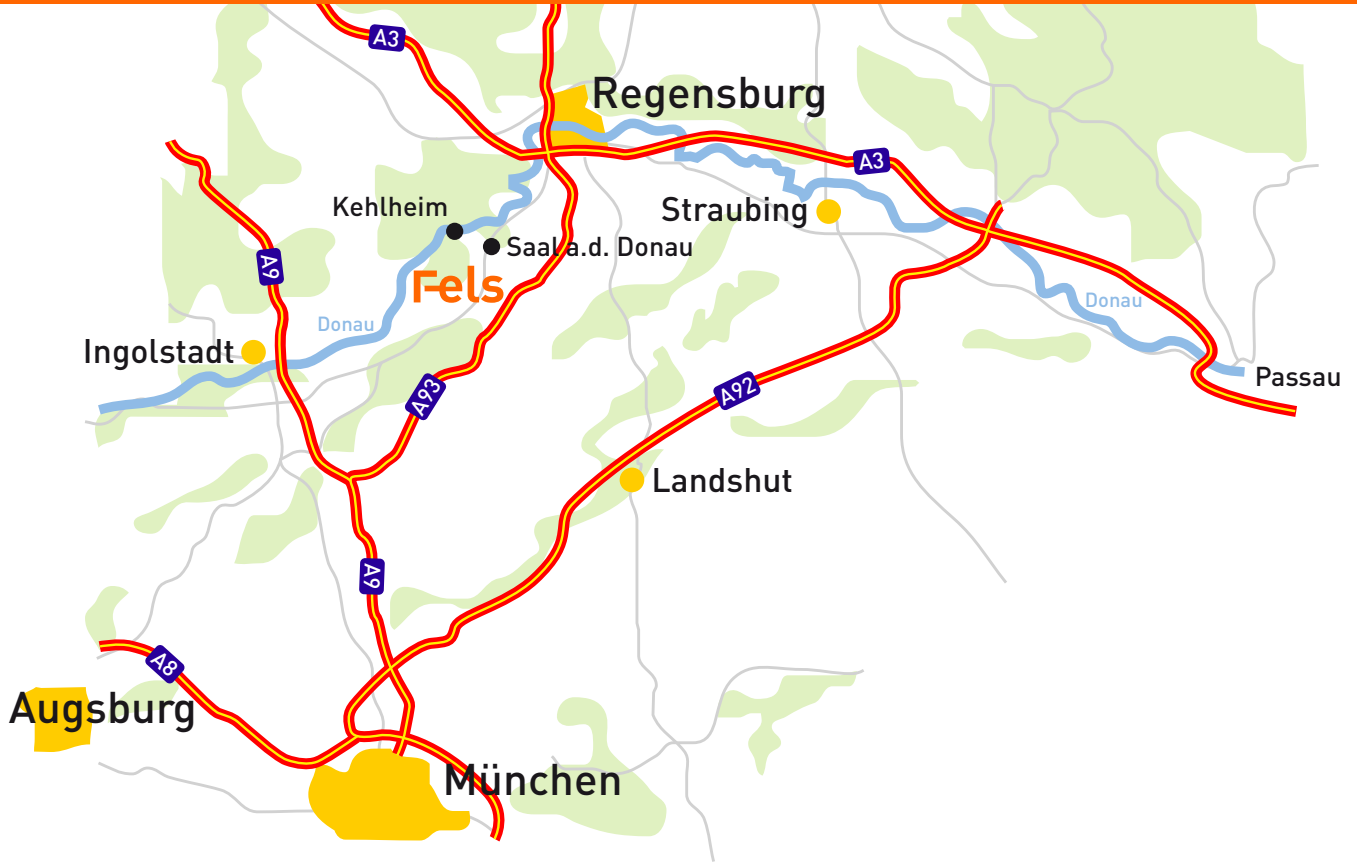 A3
Regensburg
A3
Kehlheim
Straubing
Saal a.d. Donau
A9
Fels
Donau
Donau
Ingolstadt
Passau
A93
A92
Landshut
A9
A8
Augsburg
München